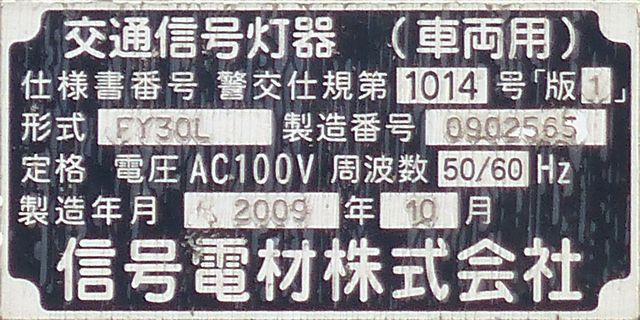 交通信号灯器 (車両用)
仕様書番号 警交仕規第 1014 号「版1」
形式 FY30L 製造番号 0902565
定格 電圧 AC100V 周波数 50/60 Hz
製造年月 2009 年 10 月
信号電材株式会社